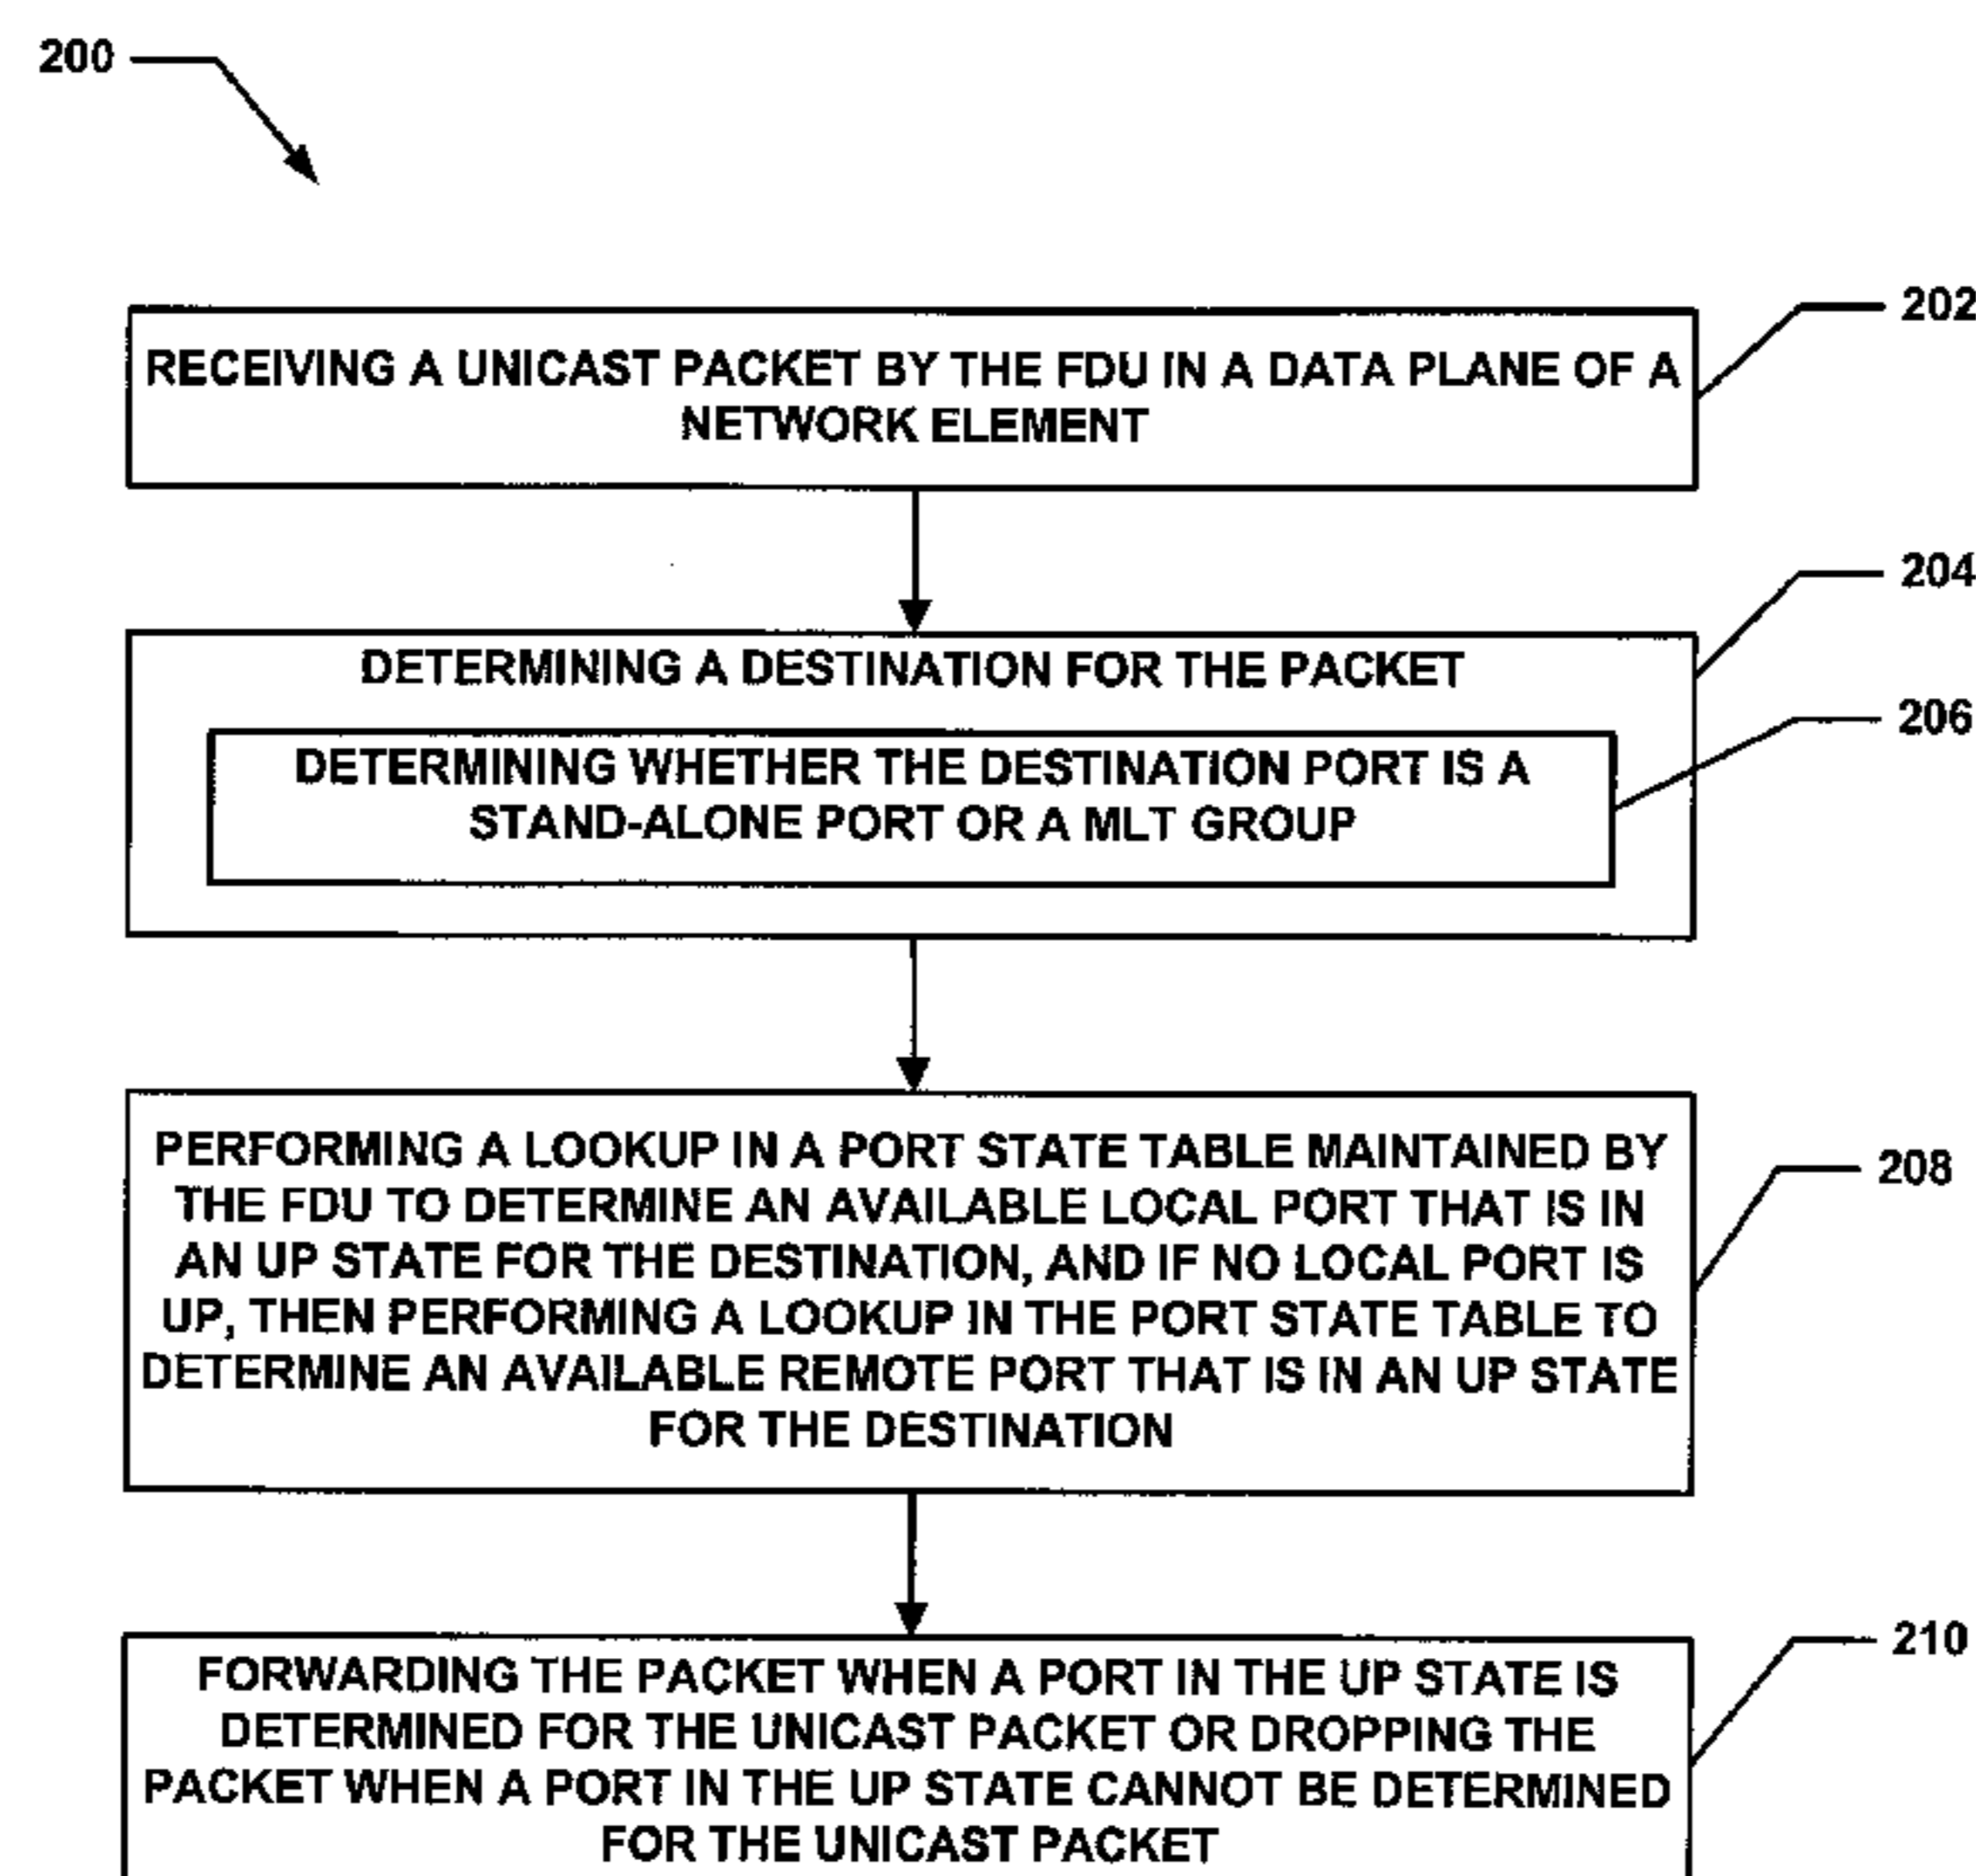 200
202
RECEIVING A UNICAST PACKET BY THE FDU IN A DATA PLANE OF A
NETWORK ELEMENT
204
DETERMINING A DESTINATION FOR THE PACKET
206
DETERMINING WHETHER THE DESTINATION PORT IS A
STAND-ALONE PORT OR A MLT GROUP
208
PERFORMING A LOOKUP IN A PORT STATE TABLE MAINTAINED BY
THE FDU TO DETERMINE AN AVAILABLE LOCAL PORT THAT IS IN
AN UP STATE FOR THE DESTINATION, AND IF NO LOCAL PORT IS
UP, THEN PERFORMING A LOOKUP IN THE PORT STATE TABLE TO
DETERMINE AN AVAILABLE REMOTE PORT THAT IS IN AN UP STATE
FOR THE DESTINATION
210
FORWARDING THE PACKET WHEN A PORT IN THE UP STATE IS
DETERMINED FOR THE UNICAST PACKET OR DROPPING THE
PACKET WHEN A PORT IN THE UP STATE CANNOT BE DETERMINED
FOR THE UNICAST PACKET